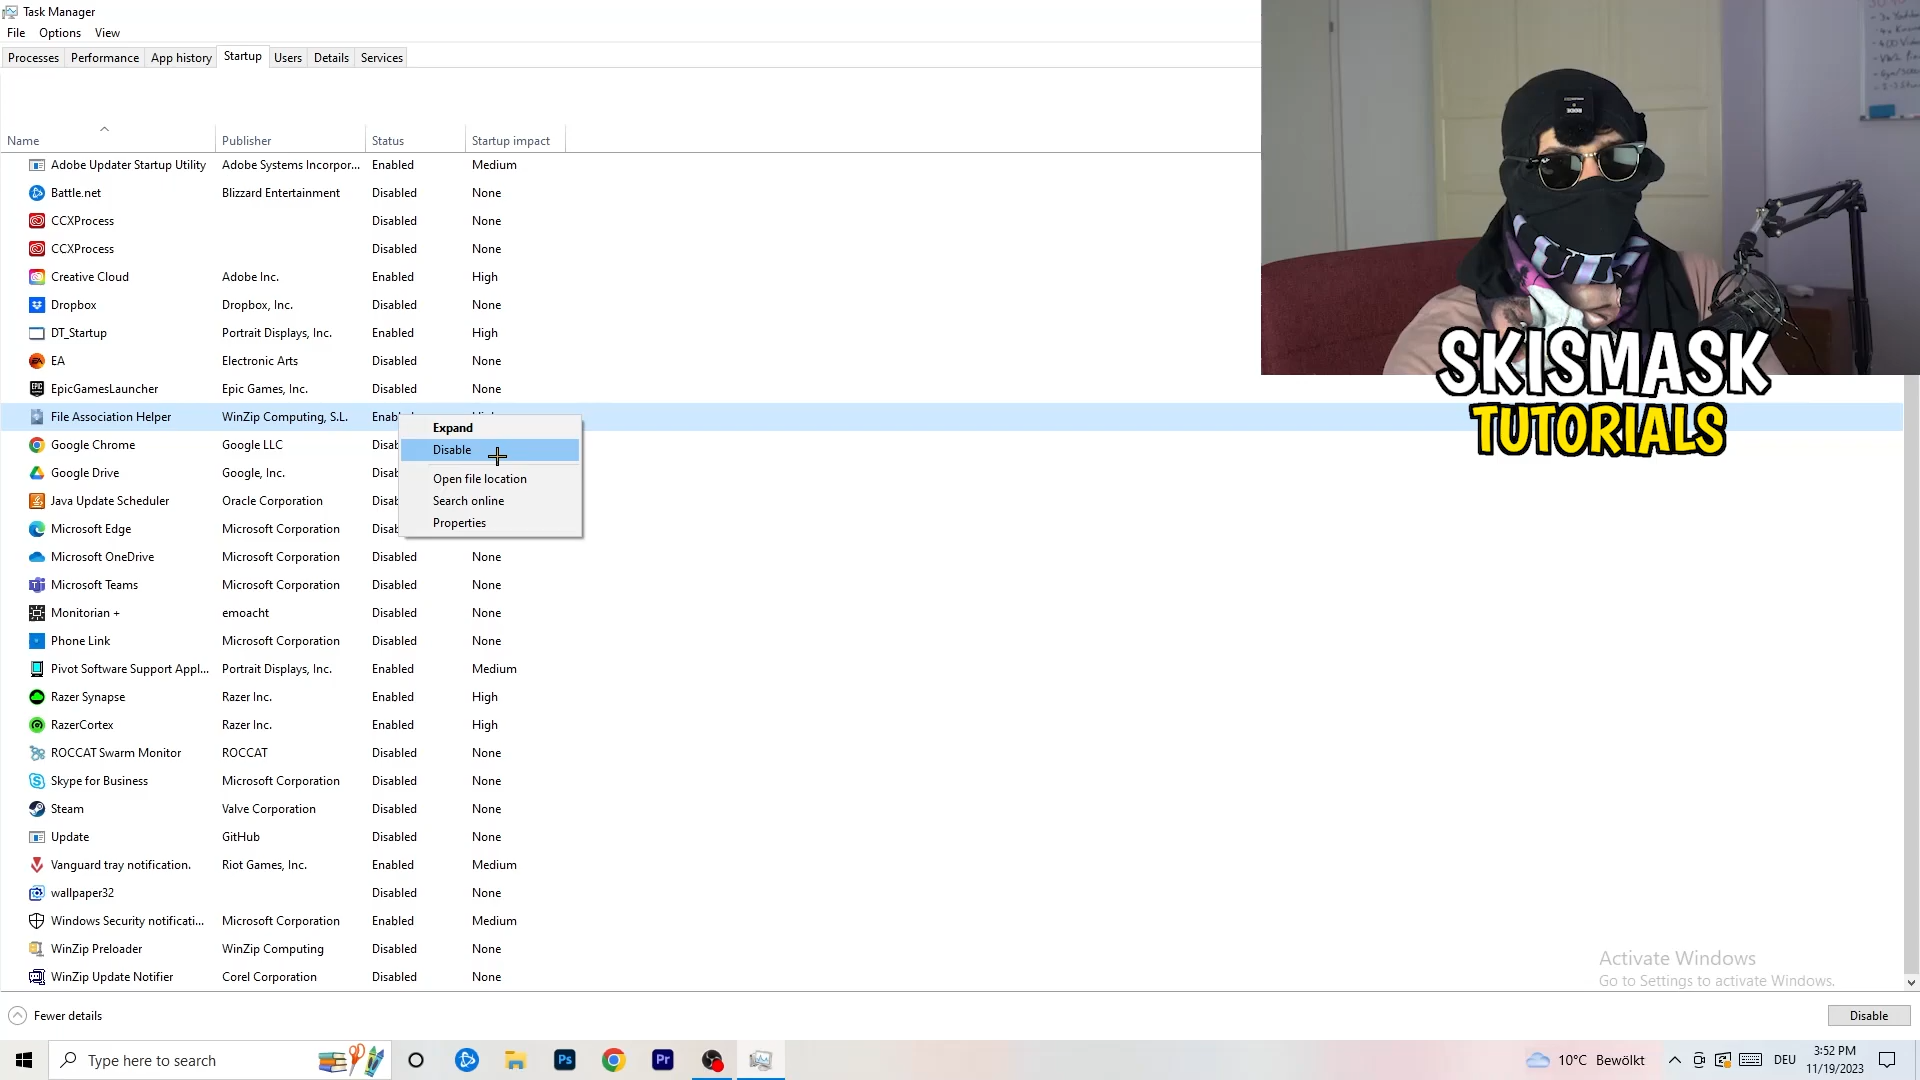 Task Manager
File Options View
Processes Performance App history Startup Users Details Services
Name Publisher Status Startup impact
Adobe Updater Startup Utility Adobe Systems Incorpor... Enabled Medium
Battle.net Blizzard Entertainment Disabled None
CCXProcess Disabled None
CCXProcess Disabled None
Creative Cloud Adobe Inc. Enabled High
Dropbox Dropbox, Inc. Disabled None
DT_Startup Portrait Displays, Inc. Enabled High
EA Electronic Arts Disabled None
EpicGamesLauncher Epic Games, Inc. Disabled None
File Association Helper WinZip Computing, S.L.
Google Chrome Google LLC
Google Drive Google, Inc.
Java Update Scheduler Oracle Corporation
Microsoft Edge Microsoft Corporation
Expand
Disable
Open file location
Search online
Properties
Microsoft OneDrive Microsoft Corporation Disabled None
Microsoft Teams Microsoft Corporation Disabled None
Monitorian + emoacht Disabled None
Phone Link Microsoft Corporation Disabled None
Pivot Software Support Appl... Portrait Displays, Inc. Enabled Medium
Razer Synapse Razer Inc. Enabled High
RazerCortex Razer Inc. Enabled High
ROCCAT Swarm Monitor ROCCAT Disabled None
Skype for Business Microsoft Corporation Disabled None
Steam Valve Corporation Disabled None
Update GitHub Disabled None
Vanguard tray notification. Riot Games, Inc. Enabled Medium
wallpaper32 Disabled None
Windows Security notificati... Microsoft Corporation Enabled Medium
WinZip Preloader WinZip Computing Disabled None
WinZip Update Notifier Corel Corporation Disabled None
SKISMASK
TUTORIALS
Activate Windows
Go to Settings to activate Windows.
Fewer details Disable
Type here to search
Ps
Pr
10°C Bewölkt
DEU
3:52 PM
11/19/2023